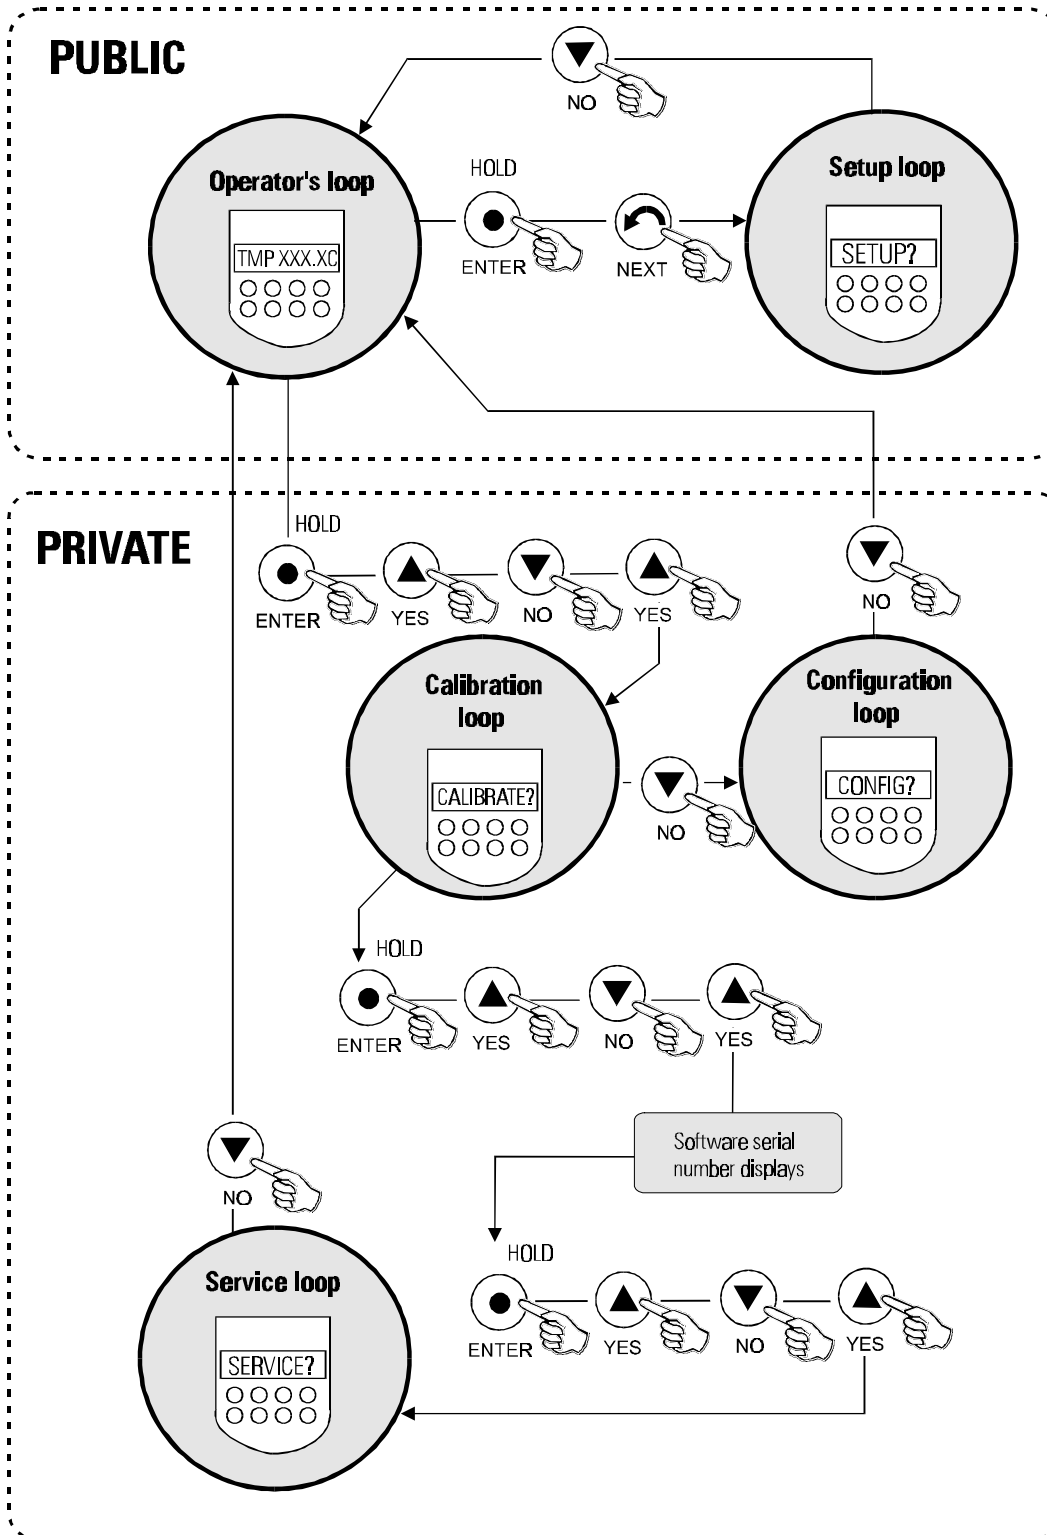 PUBLIC
NO
Operator's loop
TMP XXX.XC
HOLD
ENTER
NEXT
Setup loop
SETUP?
PRIVATE
HOLD
ENTER
YES
NO
YES
NO
Calibration
loop
CALIBRATE?
NO
Configuration
loop
CONFIG?
HOLD
ENTER
YES
NO
YES
Software serial
number displays
NO
Service loop
SERVICE?
HOLD
ENTER
YES
NO
YES